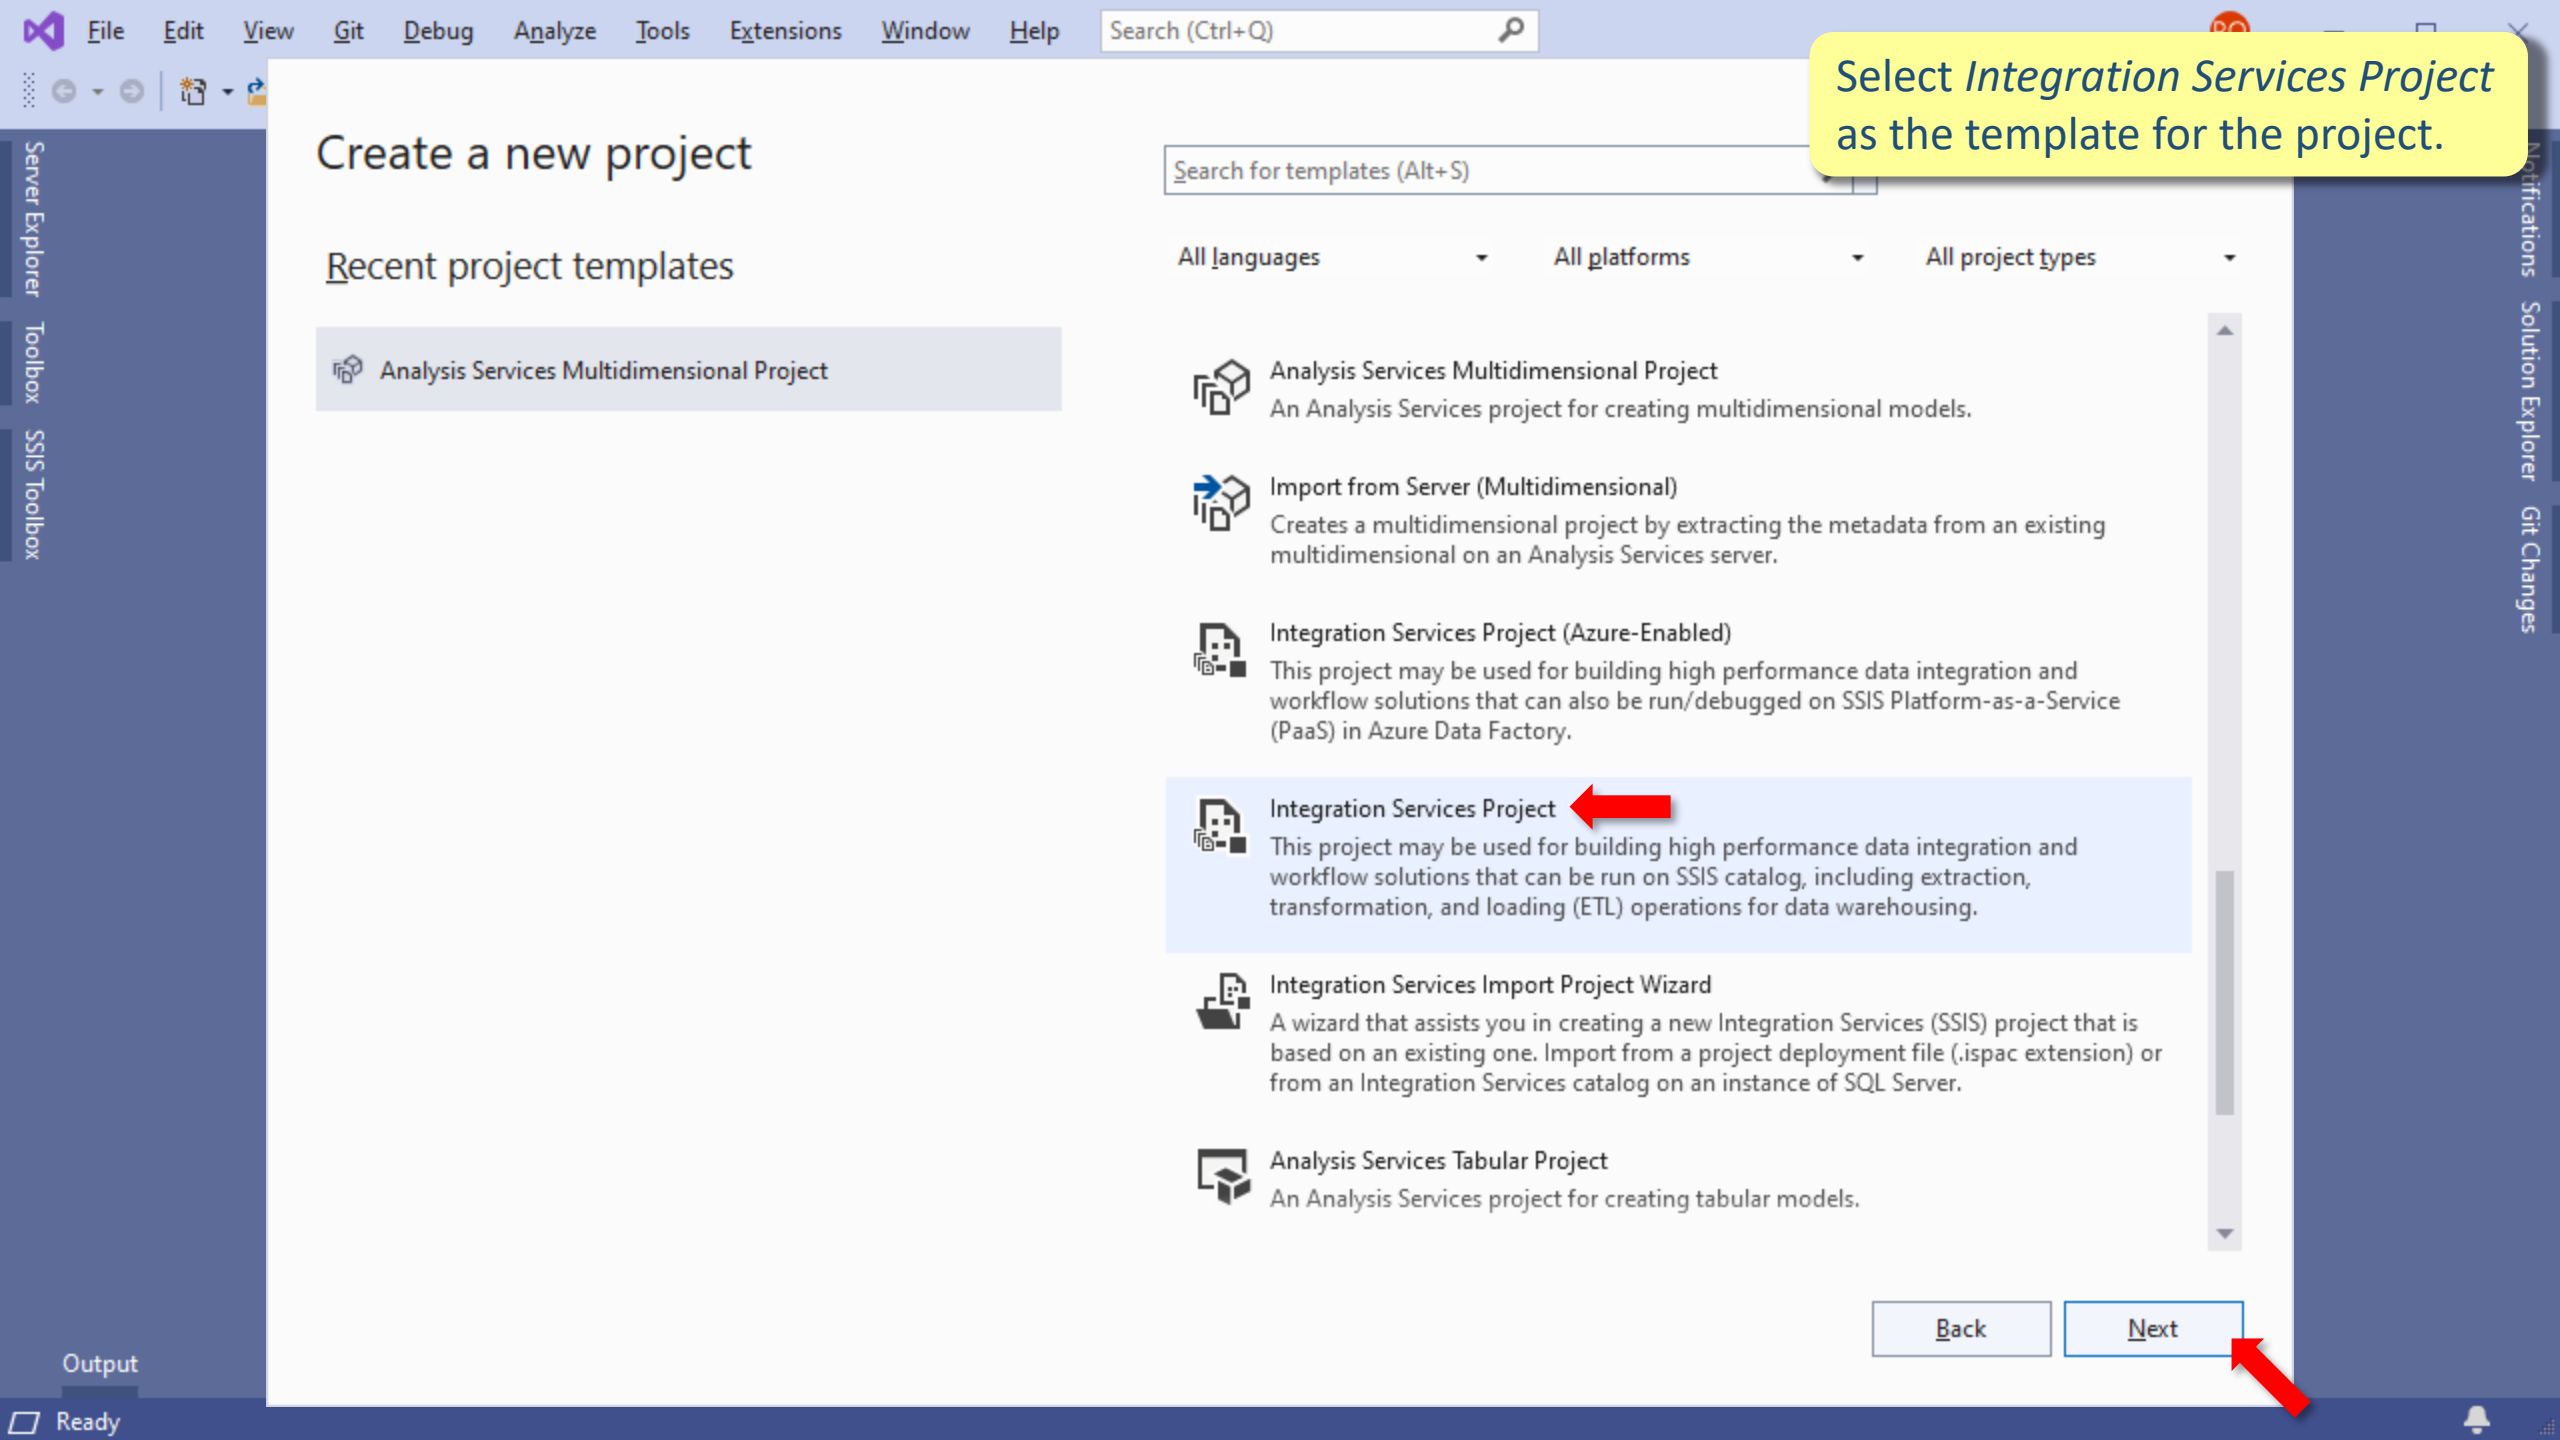 File Edit View Git Debug Analyze Tools Extensions Window Help Search (Ctrl+Q)
Select Integration Services Project
as the template for the project.
Create a new project
Search for templates (Alt+S)
Recent project templates
All languages All platforms All project types
Analysis Services Multidimensional Project
Analysis Services Multidimensional Project
An Analysis Services project for creating multidimensional models.
Import from Server (Multidimensional)
Creates a multidimensional project by extracting the metadata from an existing
multidimensional on an Analysis Services server.
Integration Services Project (Azure-Enabled)
This project may be used for building high performance data integration and
workflow solutions that can also be run/debugged on SSIS Platform-as-a-Service
(PaaS) in Azure Data Factory.
Integration Services Project
This project may be used for building high performance data integration and
workflow solutions that can be run on SSIS catalog, including extraction,
transformation, and loading (ETL) operations for data warehousing.
Integration Services Import Project Wizard
A wizard that assists you in creating a new Integration Services (SSIS) project that is
based on an existing one. Import from a project deployment file (.ispac extension) or
from an Integration Services catalog on an instance of SQL Server.
Analysis Services Tabular Project
An Analysis Services project for creating tabular models.
Back Next
Server Explorer
Toolbox
SSIS Toolbox
Notifications
Solution Explorer
Git Changes
Output
Ready